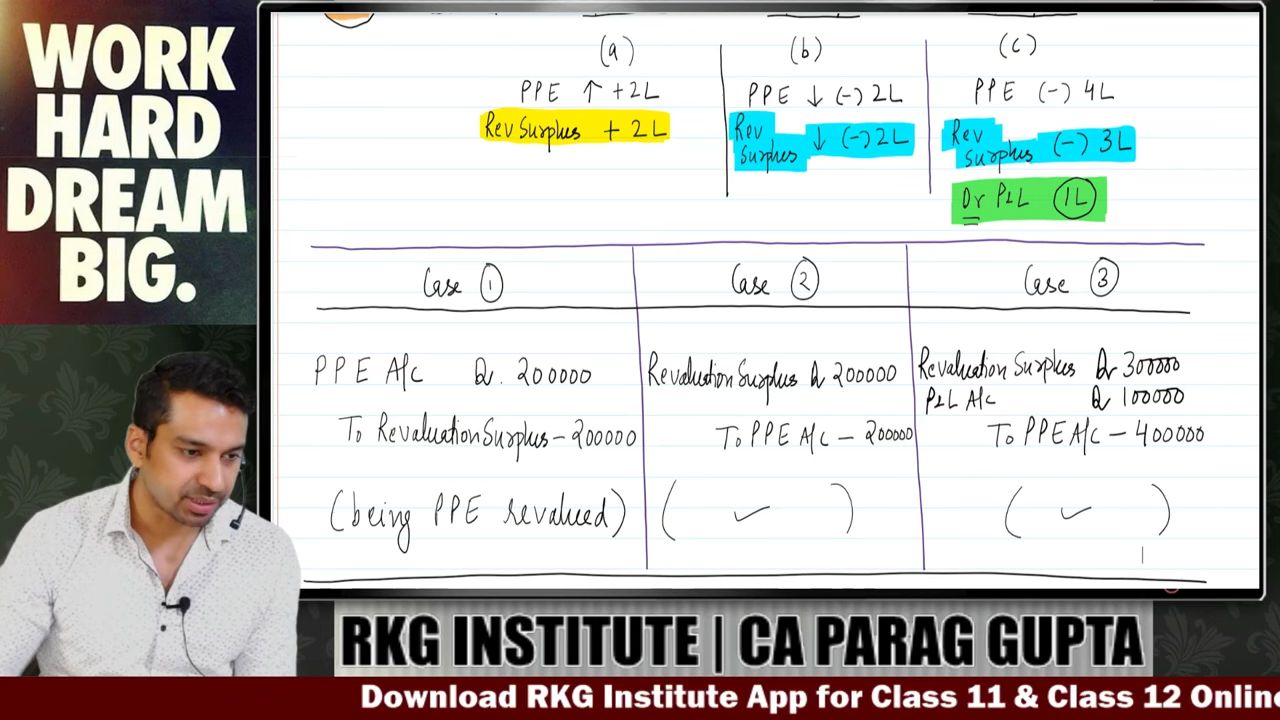 WORK
HARD
DREAM
BIG.
(a)
PPE ↑ +2L
Rev Surplus + 2L
(b)
PPE ↓ (-) 2L
Rev
Surplus ↓ (-) 2L
(c)
PPE (-) 4L
Rev
Surplus (-) 3L
Dr P&L 1L
Case 1
Case 2
Case 3
PPE A/c Dr. 200000
To Revaluation Surplus - 200000
(being PPE revalued)
Revaluation Surplus Dr 200000
To PPE A/c - 200000
( ✓ )
Revaluation Surplus Dr 300000
P&L A/c Dr 100000
To PPE A/c - 400000
( ✓ )
RKG INSTITUTE | CA PARAG GUPTA
Download RKG Institute App for Class 11 & Class 12 Onlin